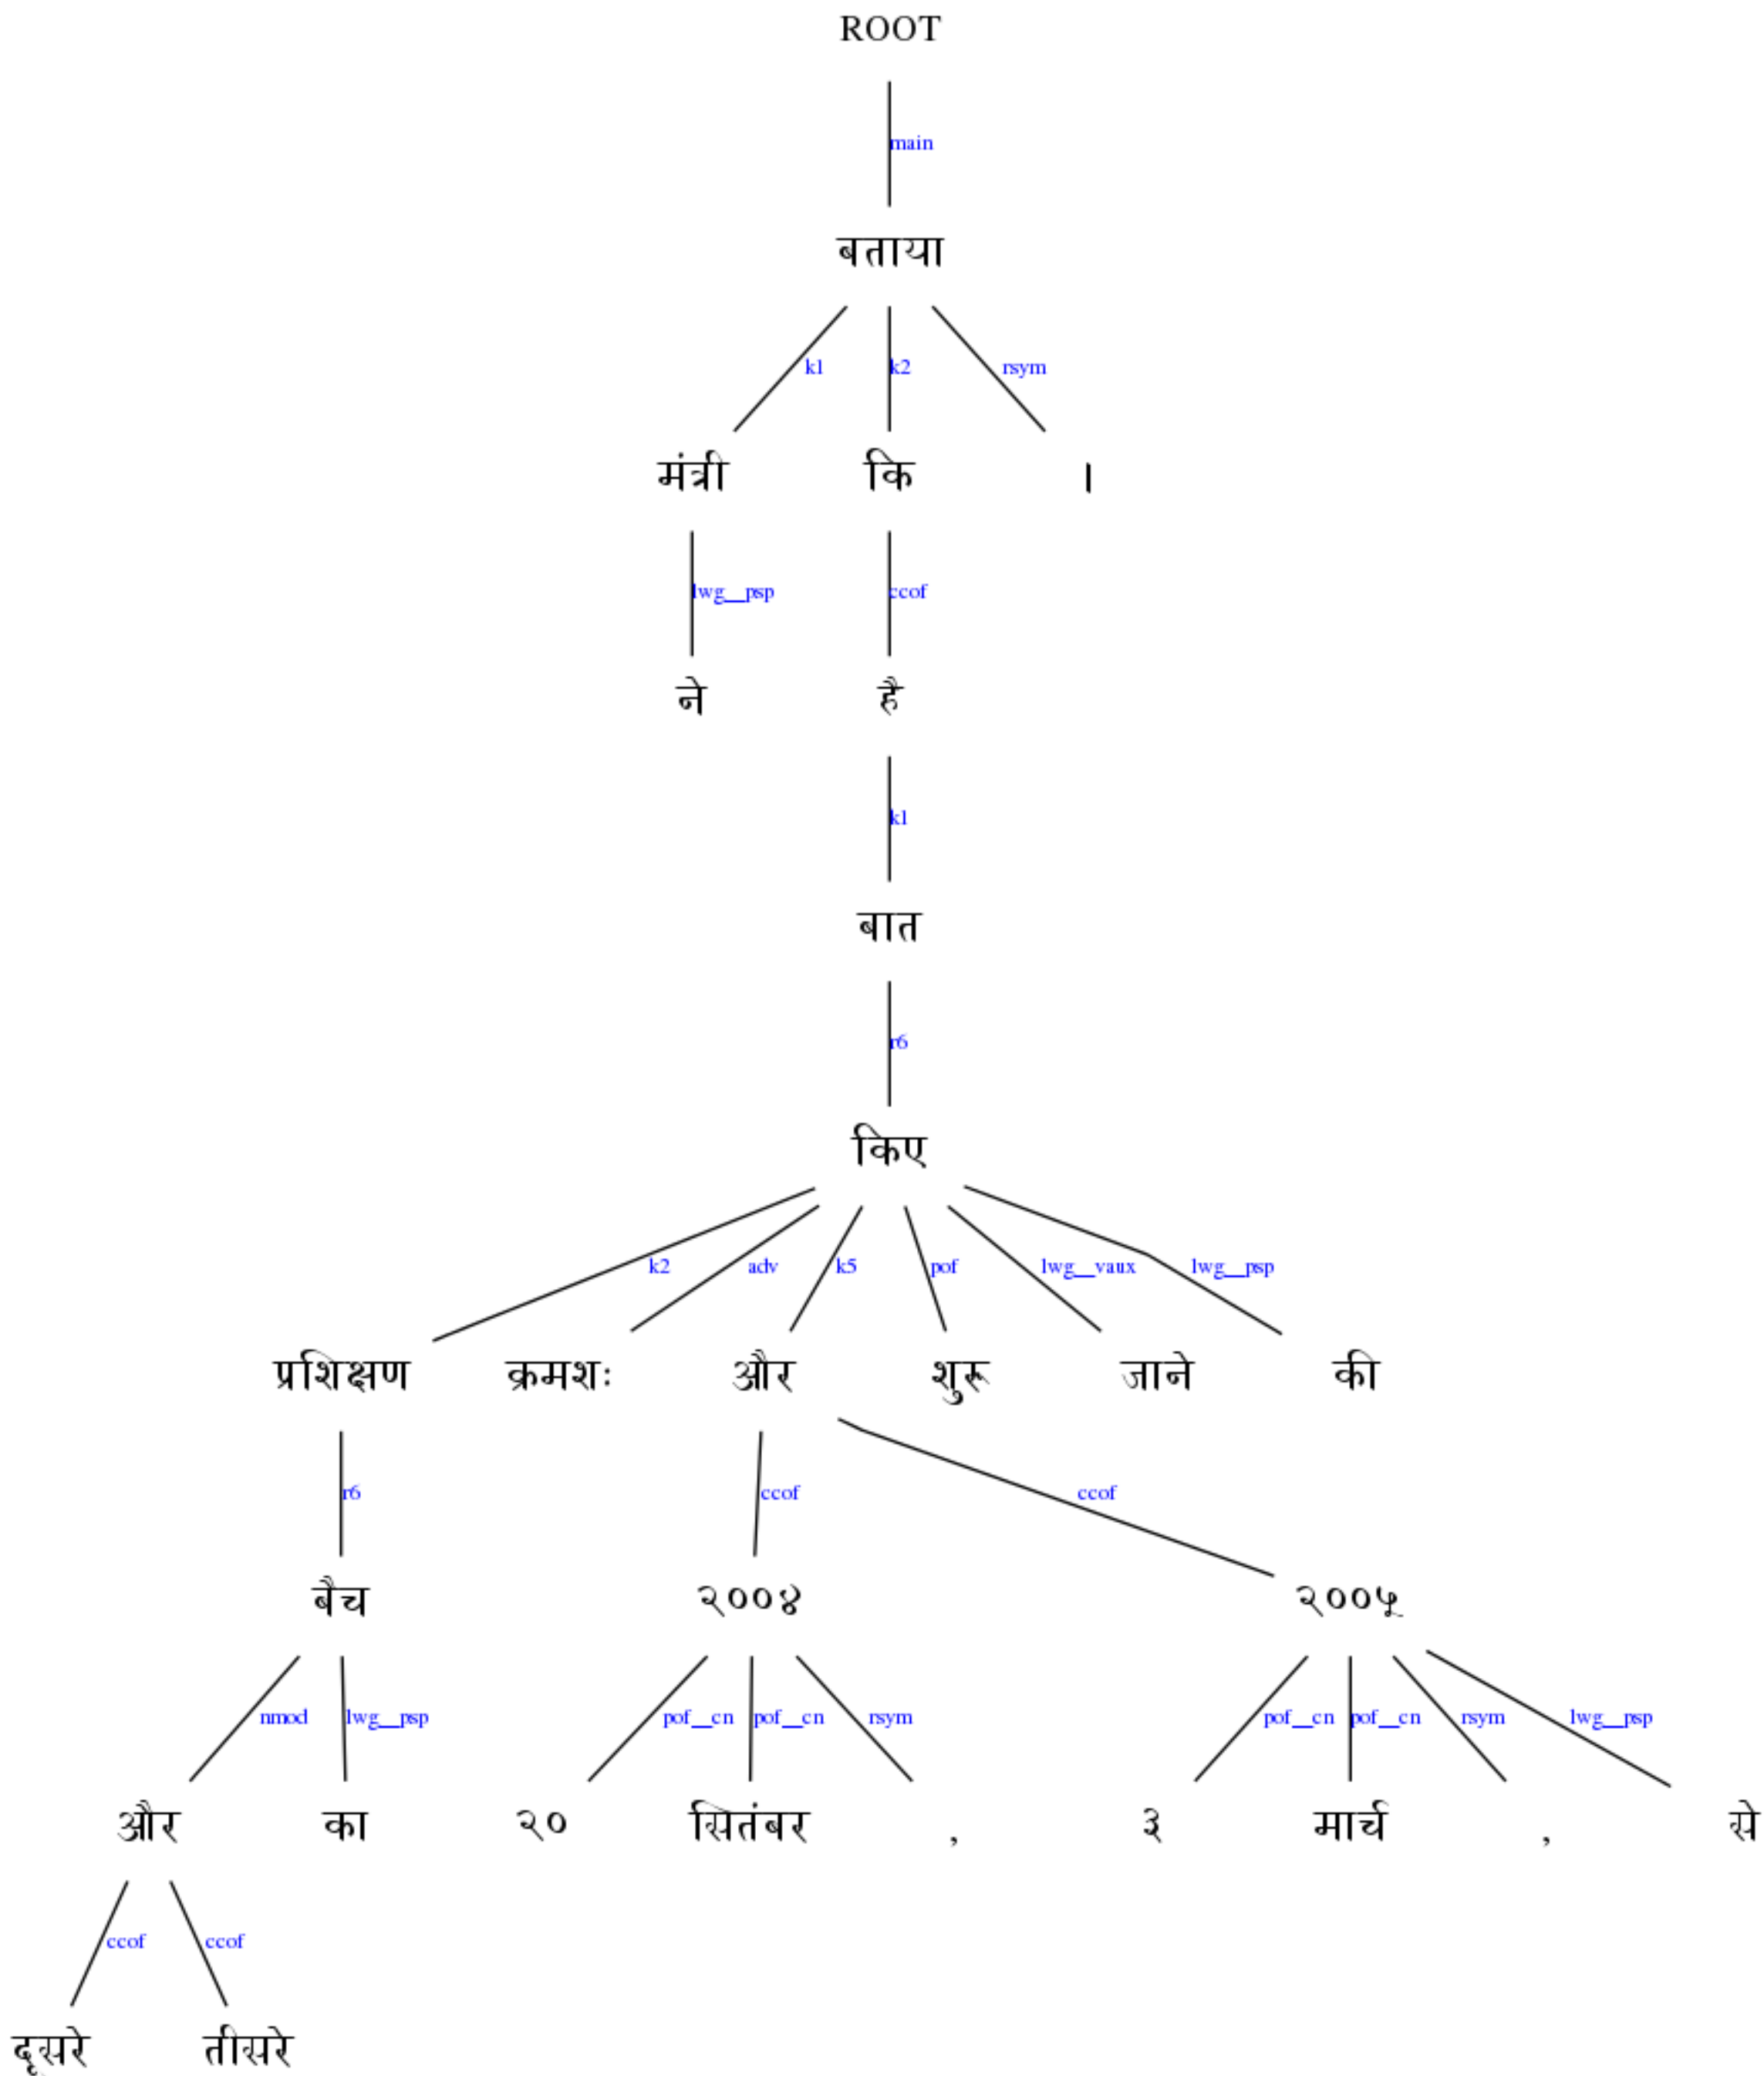 ROOT
main
बताया
k1 k2 rsym
मंत्री कि ।
lwg__psp ccof
ने है
k1
बात
r6
किए
k2 adv k5 pof lwg__vaux lwg__psp
प्रशिक्षण क्रमशः और शुरू जाने की
r6 ccof ccof
बैच २००४ २००५
nmod lwg__psp pof__cn pof__cn rsym pof__cn pof__cn rsym lwg__psp
और का २० सितंबर , ३ मार्च , से
ccof ccof
दूसरे तीसरे